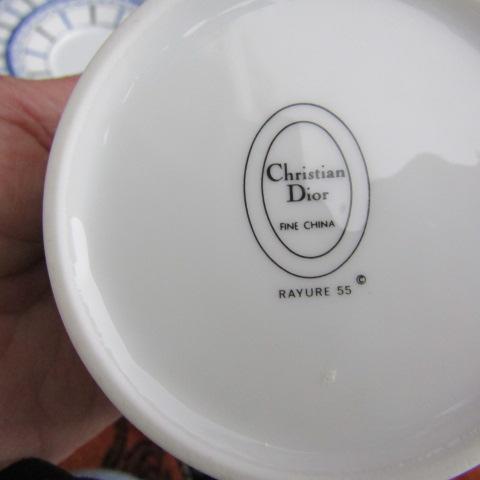 Christian
Dior
FINE CHINA
RAYURE 55 ©